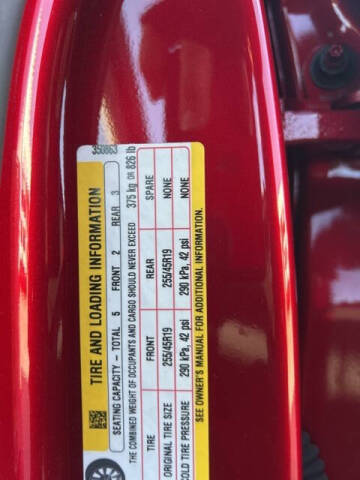 350863
TIRE AND LOADING INFORMATION
SEATING CAPACITY – TOTAL 5 FRONT 2 REAR 3
THE COMBINED WEIGHT OF OCCUPANTS AND CARGO SHOULD NEVER EXCEED 375 kg OR 826 lb
TIRE FRONT REAR SPARE
ORIGINAL TIRE SIZE 255/45R19 255/45R19 NONE
COLD TIRE PRESSURE 290 kPa, 42 psi 290 kPa, 42 psi NONE
SEE OWNER'S MANUAL FOR ADDITIONAL INFORMATION.